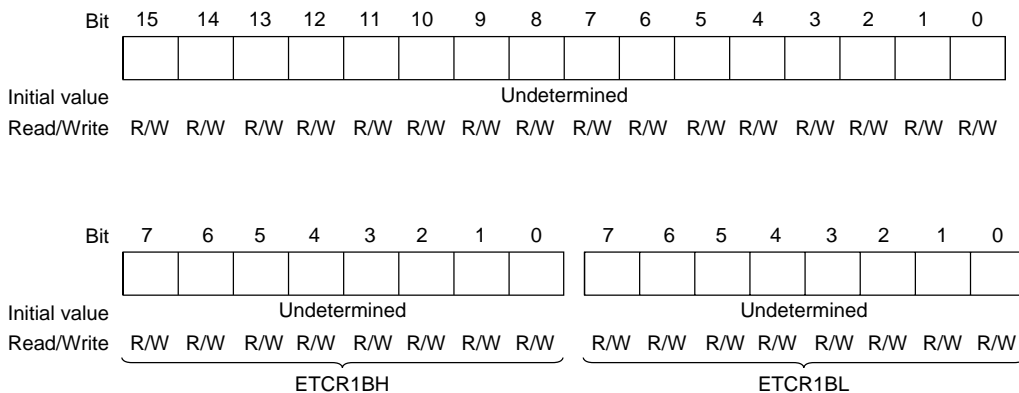 Bit 15 14 13 12 11 10 9 8 7 6 5 4 3 2 1 0
Initial value Undetermined
Read/Write R/W R/W R/W R/W R/W R/W R/W R/W R/W R/W R/W R/W R/W R/W R/W R/W
Bit 7 6 5 4 3 2 1 0 7 6 5 4 3 2 1 0
Initial value Undetermined Undetermined
Read/Write R/W R/W R/W R/W R/W R/W R/W R/W R/W R/W R/W R/W R/W R/W R/W R/W
ETCR1BH ETCR1BL